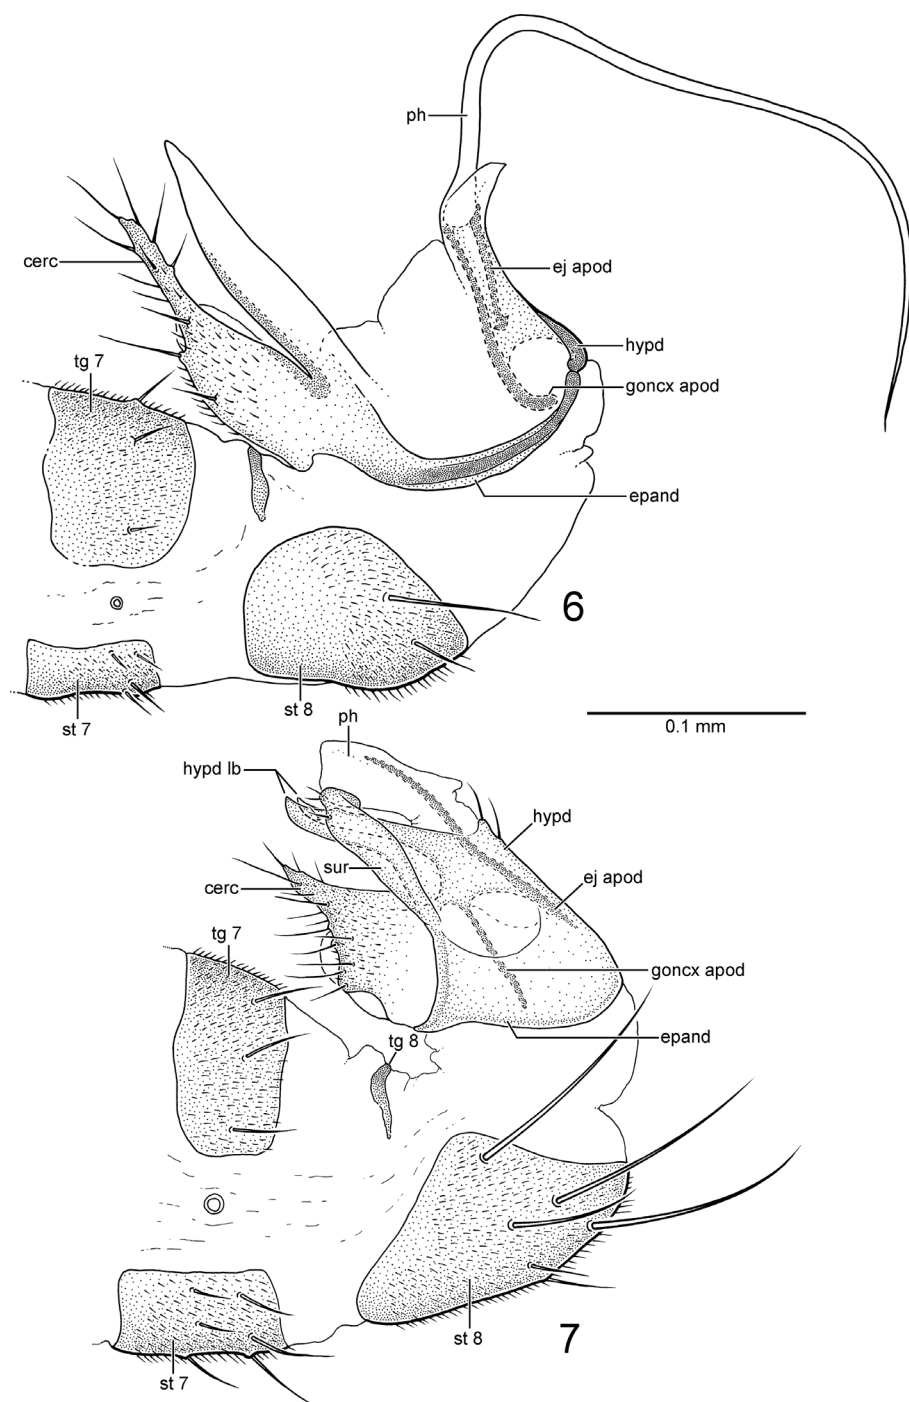 ph
cerc
ej apod
hypd
tg 7
goncx apod
epand
6
st 8
st 7
0.1 mm
ph
hypd lb
hypd
sur
ej apod
cerc
tg 7
goncx apod
epand
tg 8
st 8
7
st 7